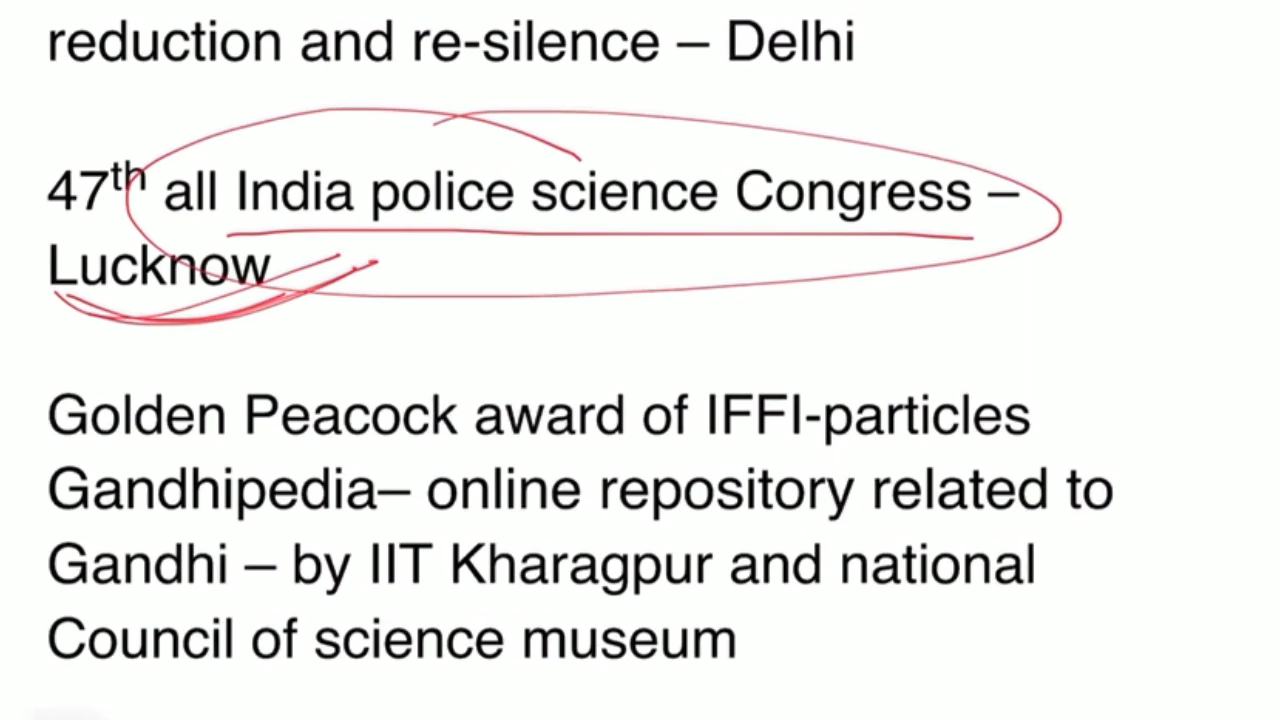 reduction and re-silence – Delhi
47th all India police science Congress –
Lucknow
Golden Peacock award of IFFI-particles
Gandhipedia– online repository related to
Gandhi – by IIT Kharagpur and national
Council of science museum